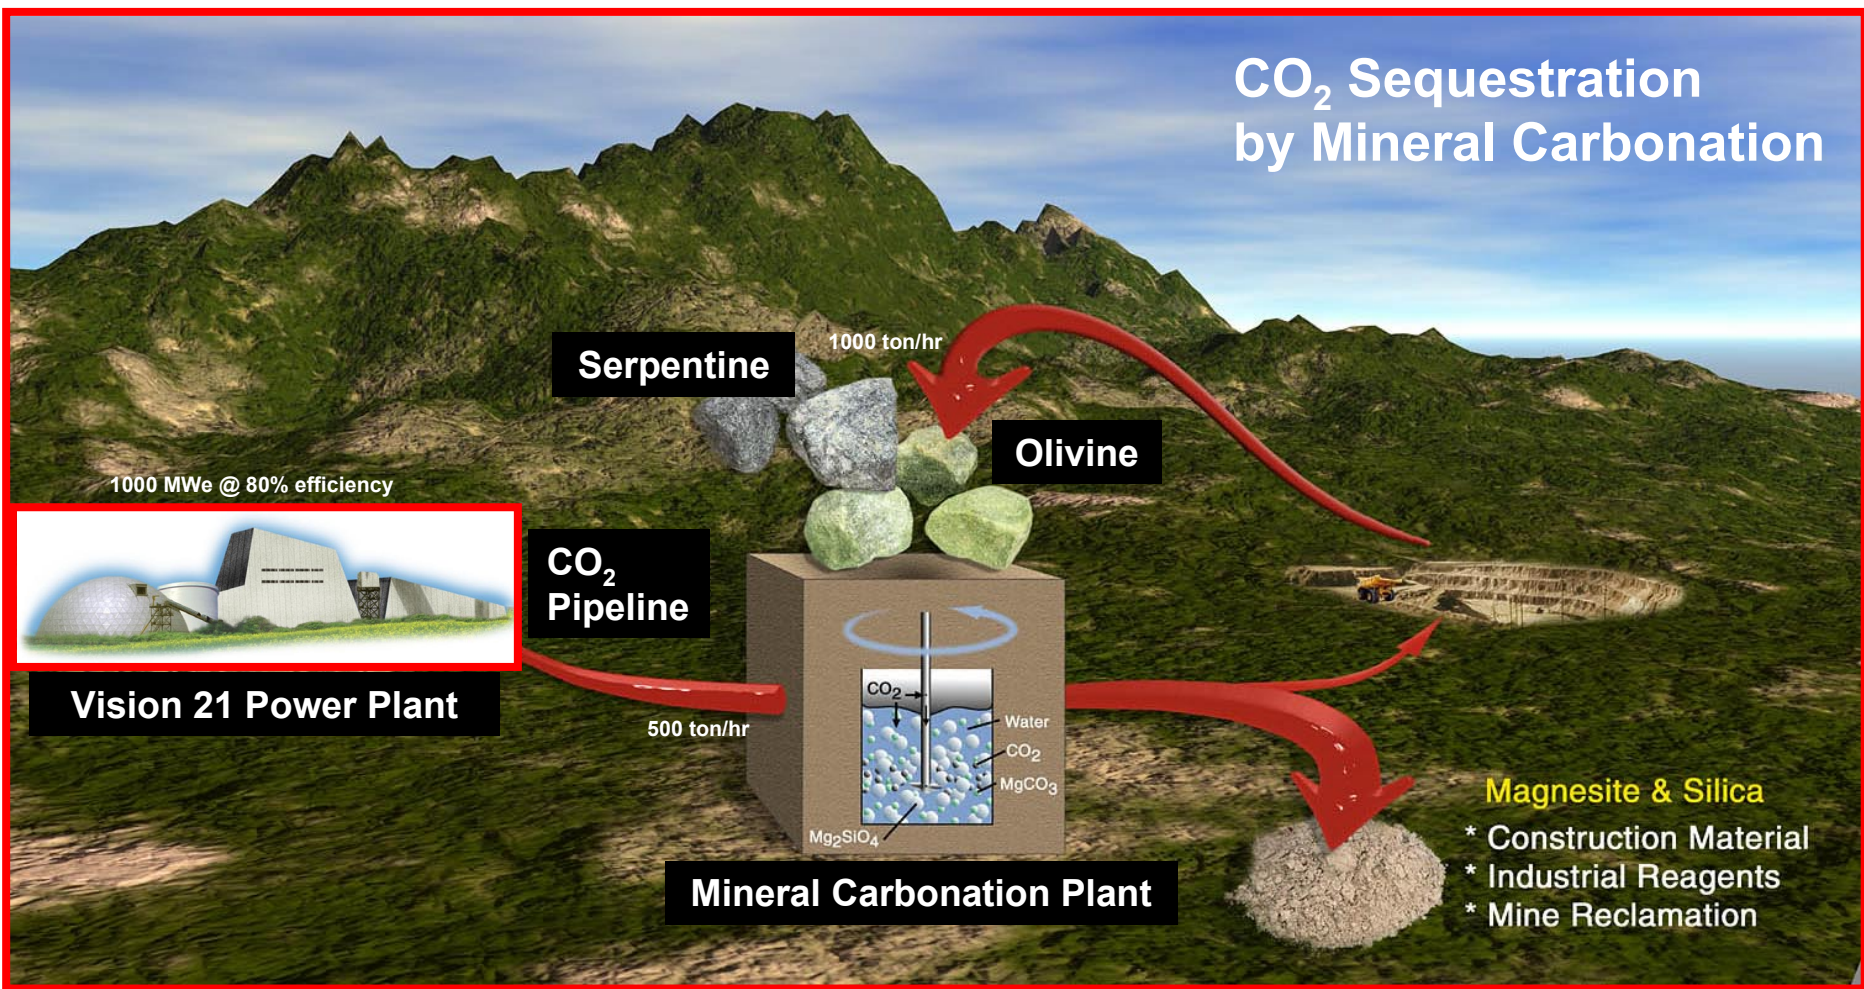 CO₂ Sequestration
by Mineral Carbonation
1000 ton/hr
Serpentine
Olivine
1000 MWe @ 80% efficiency
CO₂
Pipeline
Vision 21 Power Plant
500 ton/hr
CO₂
Water
CO₂
MgCO₃
Mg₂SiO₄
Mineral Carbonation Plant
Magnesite & Silica
* Construction Material
* Industrial Reagents
* Mine Reclamation